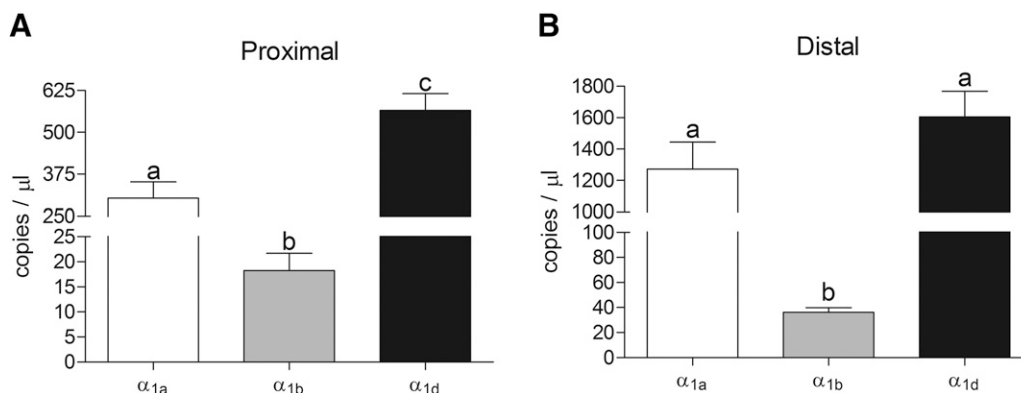 A
Proximal
copies / µl
625
500
375
250
25
20
15
10
5
0
a
b
c
α1a
α1b
α1d
B
Distal
copies / µl
1800
1600
1400
1200
1000
100
80
60
40
20
0
a
b
a
α1a
α1b
α1d